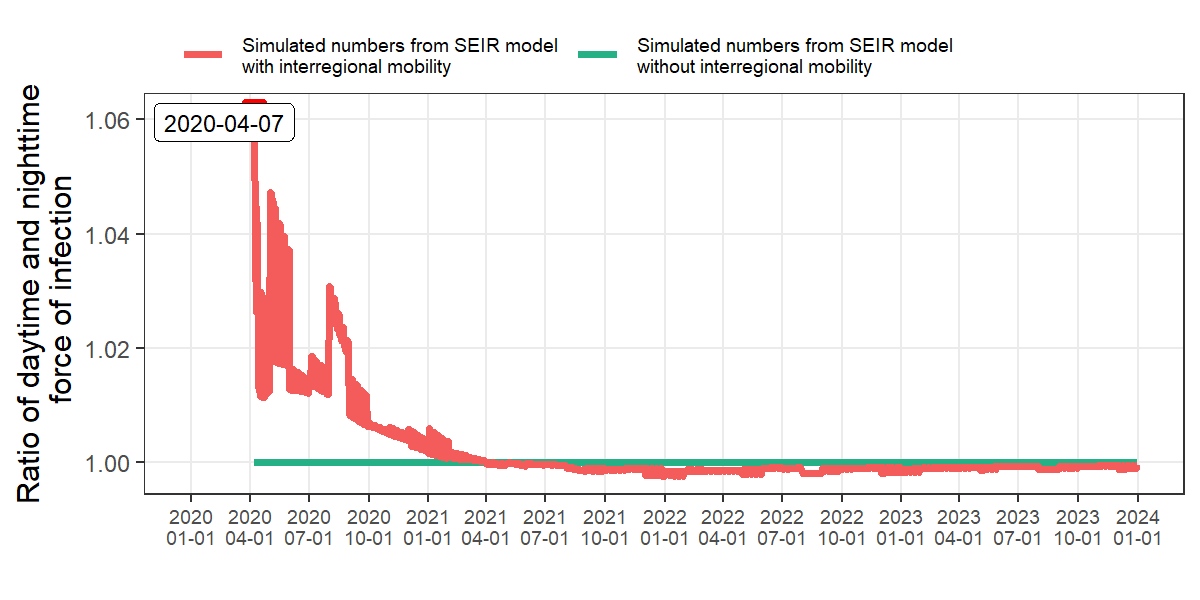 Simulated numbers from SEIR model
with interregional mobility
Simulated numbers from SEIR model
without interregional mobility
Ratio of daytime and nighttime
force of infection
1.06
1.04
1.02
1.00
2020-04-07
2020 2020 2020 2020 2021 2021 2021 2021 2022 2022 2022 2022 2023 2023 2023 2023 2024
01-01 04-01 07-01 10-01 01-01 04-01 07-01 10-01 01-01 04-01 07-01 10-01 01-01 04-01 07-01 10-01 01-01